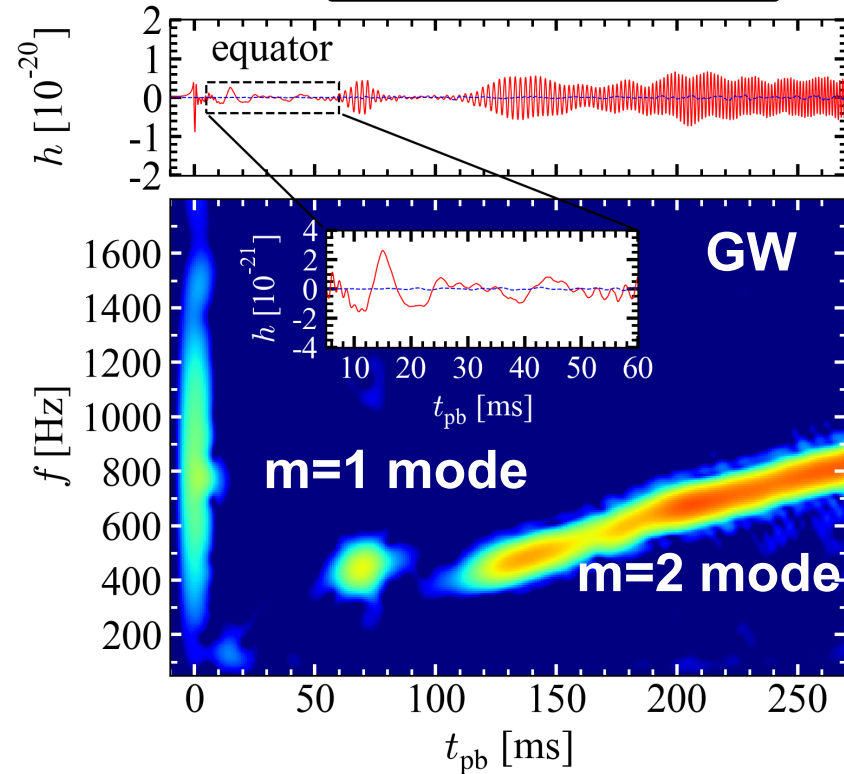 2
1
0
-1
-2
h [10⁻²⁰]
equator
4
2
0
-2
-4
h [10⁻²¹]
10 20 30 40 50 60
t_pb [ms]
GW
1600
1400
1200
1000
800
600
400
200
f [Hz]
m=1 mode
m=2 mode
0 50 100 150 200 250
t_pb [ms]